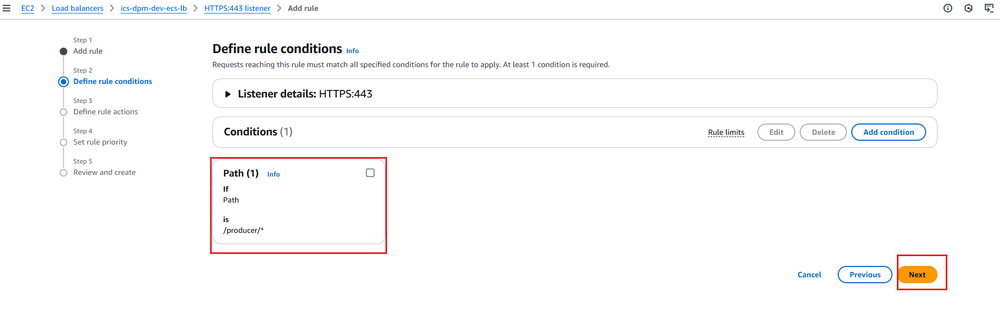 EC2 > Load balancers > ics-dpm-dev-ecs-lb > HTTPS:443 listener > Add rule
Step 1
Add rule
Step 2
Define rule conditions
Step 3
Define rule actions
Step 4
Set rule priority
Step 5
Review and create
Define rule conditions Info
Requests reaching this rule must match all specified conditions for the rule to apply. At least 1 condition is required.
Listener details: HTTPS:443
Conditions (1) Rule limits Edit Delete Add condition
Path (1) Info
If
Path
is
/producer/*
Cancel Previous Next